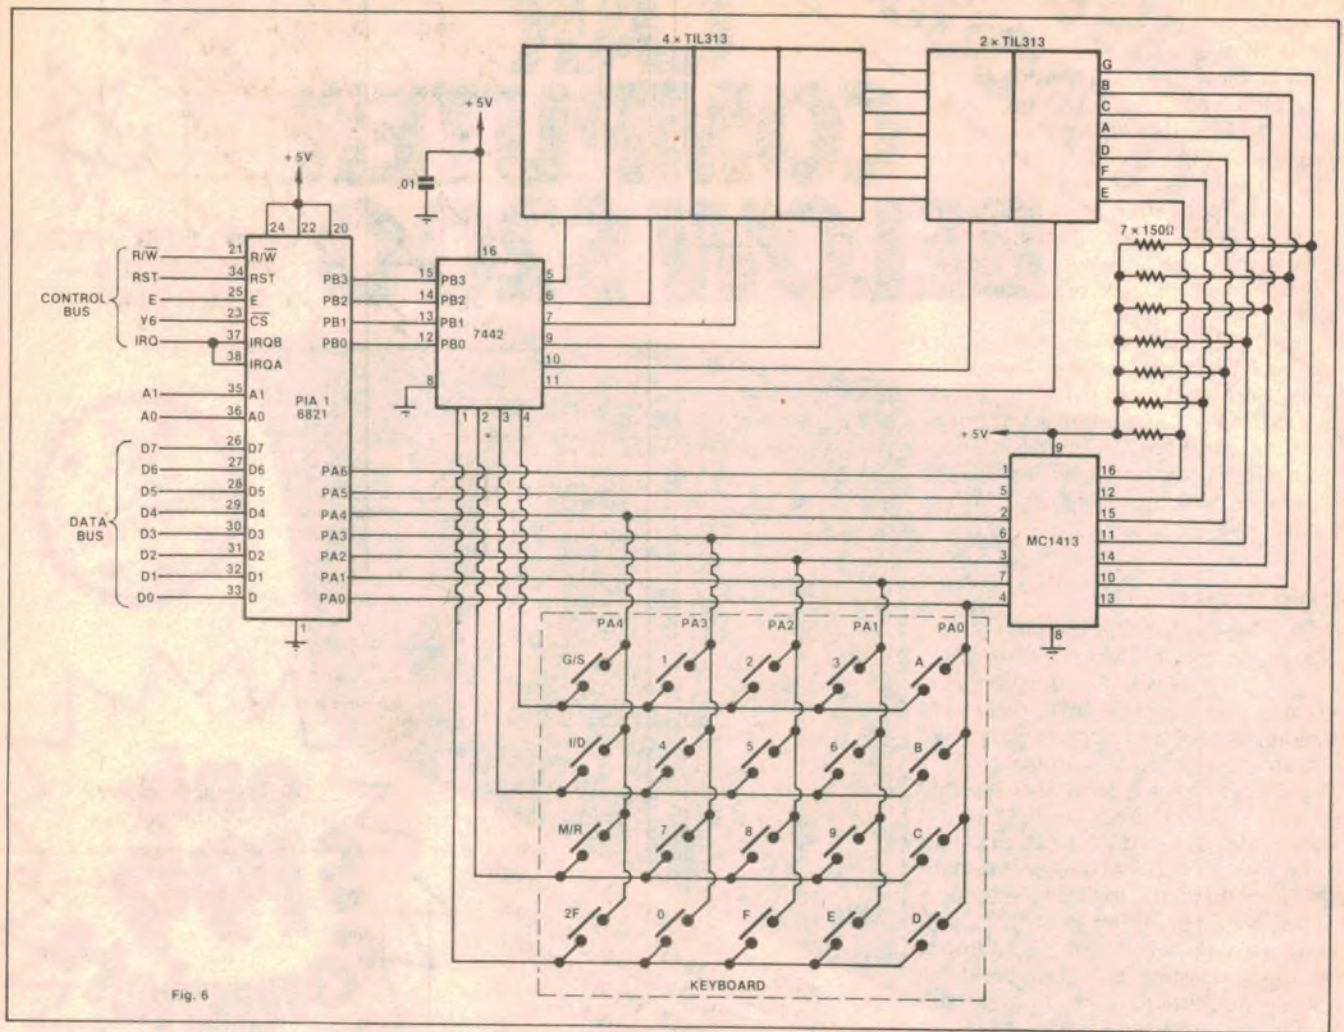 4 × TIL313
2 × TIL313
G
B
C
A
D
F
E
+5V
.01
+5V
7 × 150Ω
24 22 20
CONTROL BUS
R/W̅ 21 R/W̅
RST 34 RST
E 25 E
Y6 23 C̅S̅
IRQ 37 IRQB
38 IRQA
A1 35 A1
A0 36 A0
PIA 1
6821
DATA BUS
D7 26 D7
D6 27 D6
D5 28 D5
D4 29 D4
D3 30 D3
D2 31 D2
D1 32 D1
D0 33 D
1
PB3 15 PB3
PB2 14 PB2
PB1 13 PB1
PB0 12 PB0
16
7442
8
5
6
7
9
10
11
1 2 3 4
PA6
PA5
PA4
PA3
PA2
PA1
PA0
+5V
9
MC1413
1
5
2
6
3
7
4
16
12
15
11
14
10
13
8
PA4 PA3 PA2 PA1 PA0
G/S 1 2 3 A
I/D 4 5 6 B
M/R 7 8 9 C
2F 0 F E D
KEYBOARD
Fig. 6